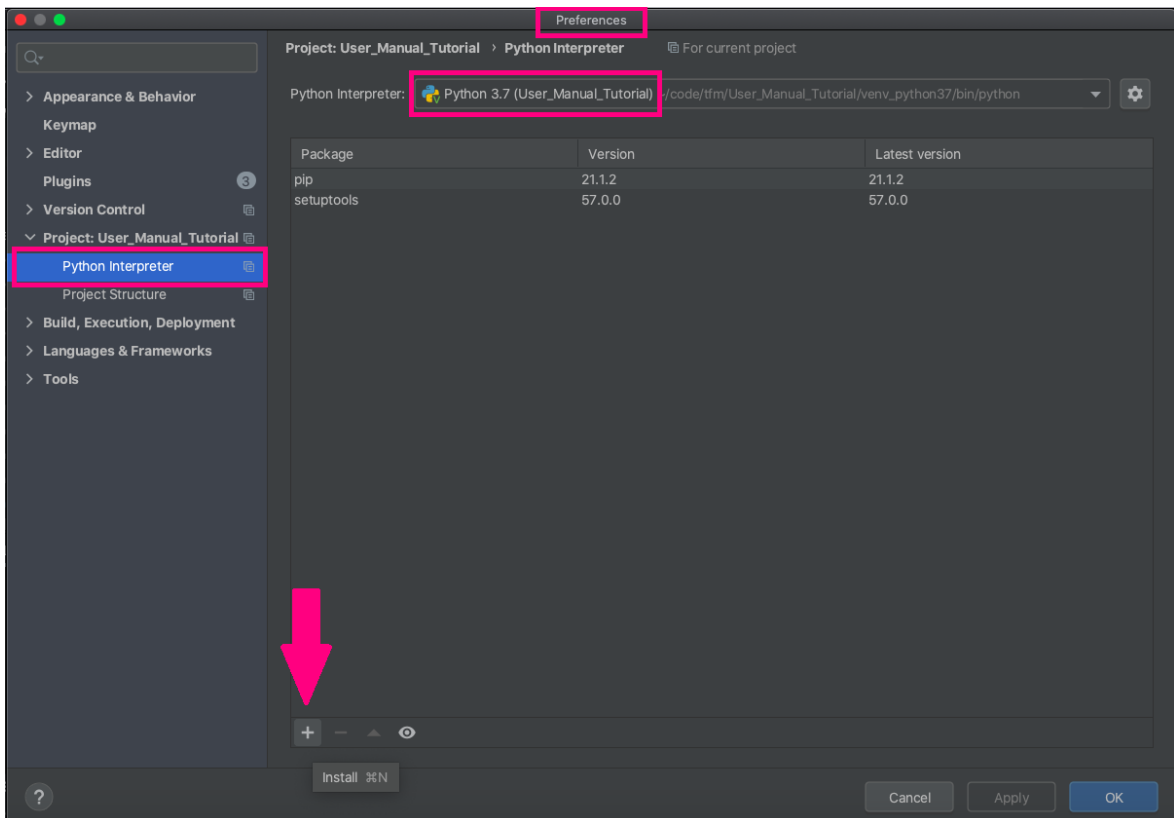 Preferences
Project: User_Manual_Tutorial › Python Interpreter For current project
Python Interpreter: Python 3.7 (User_Manual_Tutorial) ~/code/tfm/User_Manual_Tutorial/venv_python37/bin/python
Appearance & Behavior
Keymap
Editor
Plugins 3
Version Control
Project: User_Manual_Tutorial
Python Interpreter
Project Structure
Build, Execution, Deployment
Languages & Frameworks
Tools
Package Version Latest version
pip 21.1.2 21.1.2
setuptools 57.0.0 57.0.0
Install ⌘N
?
Cancel Apply OK